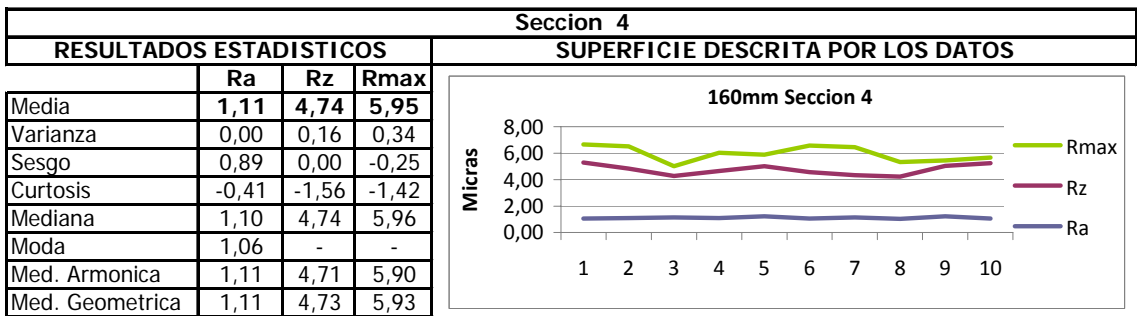 Seccion 4
RESULTADOS ESTADISTICOS SUPERFICIE DESCRITA POR LOS DATOS
Ra Rz Rmax
Media 1,11 4,74 5,95
Varianza 0,00 0,16 0,34
Sesgo 0,89 0,00 -0,25
Curtosis -0,41 -1,56 -1,42
Mediana 1,10 4,74 5,96
Moda 1,06 - -
Med. Armonica 1,11 4,71 5,90
Med. Geometrica 1,11 4,73 5,93
160mm Seccion 4
Micras
8,00
6,00
4,00
2,00
0,00
1 2 3 4 5 6 7 8 9 10
Rmax
Rz
Ra